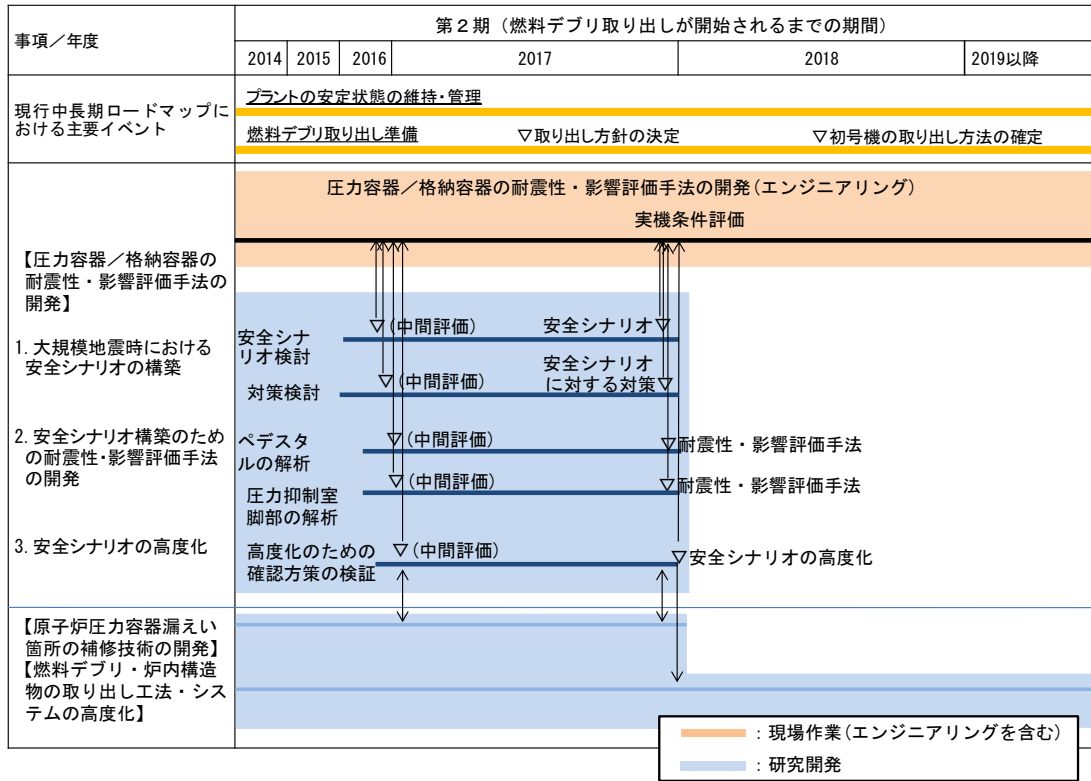 事項／年度
第２期（燃料デブリ取り出しが開始されるまでの期間）
2014
2015
2016
2017
2018
2019以降
現行中長期ロードマップに
おける主要イベント
プラントの安定状態の維持・管理
燃料デブリ取り出し準備
▽取り出し方針の決定
▽初号機の取り出し方法の確定
圧力容器／格納容器の耐震性・影響評価手法の開発（エンジニアリング）
実機条件評価
【圧力容器／格納容器の
耐震性・影響評価手法の
開発】
1. 大規模地震時における
安全シナリオの構築
2. 安全シナリオ構築のため
の耐震性・影響評価手法
の開発
3. 安全シナリオの高度化
安全シナ
リオ検討
▽(中間評価)
安全シナリオ▽
対策検討
▽(中間評価)
安全シナリオ
に対する対策▽
ペデスタ
ルの解析
▽(中間評価)
▽耐震性・影響評価手法
圧力抑制室
脚部の解析
▽(中間評価)
▽耐震性・影響評価手法
高度化のための
確認方策の検証
▽(中間評価)
▽安全シナリオの高度化
【原子炉圧力容器漏えい
箇所の補修技術の開発】
【燃料デブリ・炉内構造
物の取り出し工法・シス
テムの高度化】
：現場作業（エンジニアリングを含む）
：研究開発